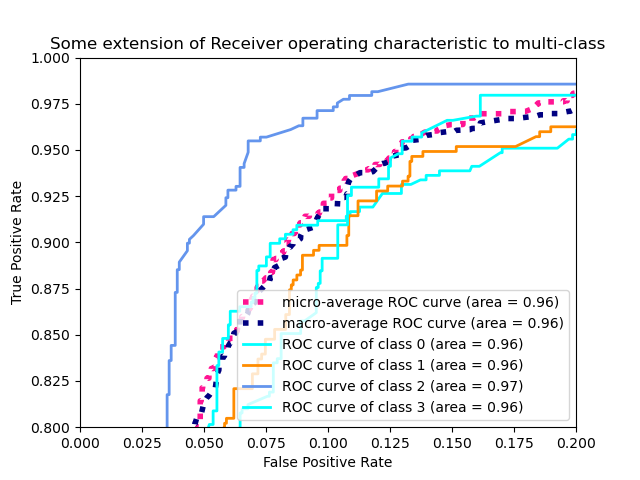 Some extension of Receiver operating characteristic to multi-class
1.000
0.975
0.950
0.925
0.900
0.875
0.850
0.825
0.800
True Positive Rate
micro-average ROC curve (area = 0.96)
macro-average ROC curve (area = 0.96)
ROC curve of class 0 (area = 0.96)
ROC curve of class 1 (area = 0.96)
ROC curve of class 2 (area = 0.97)
ROC curve of class 3 (area = 0.96)
0.000 0.025 0.050 0.075 0.100 0.125 0.150 0.175 0.200
False Positive Rate